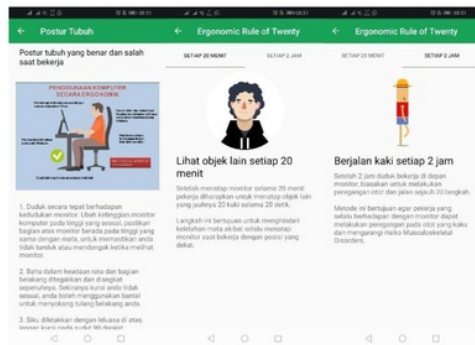 Postur Tubuh
Postur tubuh yang benar dan salah
saat bekerja
PENGGUNAAN KOMPUTER
SECARA ERGONOMIK
1. Duduk secara tepat berhadapan
kedudukan monitor. Ubah ketinggian monitor
komputer pada tinggi yang sesuai, pastikan
bagian atas monitor berada pada tinggi yang
sama dengan mata, untuk memastikan anda
tidak tunduk atau mendongak ketika melihat
monitor.
2. Bahu dalam keadaan rata dan bagian
belakang ditegakkan dan diangkat
sepenuhnya. Sekiranya kursi anda tidak
sesuai, anda boleh menggunakan bantal
untuk menyokong tulang belakang anda.
3. Siku diletakkan dengan leluasa di atas
Ergonomic Rule of Twenty
SETIAP 20 MENIT
SETIAP 2 JAM
Lihat objek lain setiap 20
menit
Setelah menatap monitor selama 20 menit
pekerja diharapkan untuk menatap objek lain
yang jauhnya 20 kaki selama 20 detik.
Langkah ini bertujuan untuk menghindari
kelelahan mata akibat selalu menatap
monitor saat bekerja dengan posisi yang
dekat.
Ergonomic Rule of Twenty
SETIAP 20 MENIT
SETIAP 2 JAM
Berjalan kaki setiap 2 jam
Setelah 2 jam duduk bekerja di depan
monitor, biasakan untuk melakukan
peregangan otot dan jalan sejauh 20 langkah.
Metode ini bertujuan agar pekerja yang
selalu berhadapan dengan monitor dapat
melakukan peregangan pada otot yang kaku
dan mengurangi risiko Musculoskeletal
Disorders.